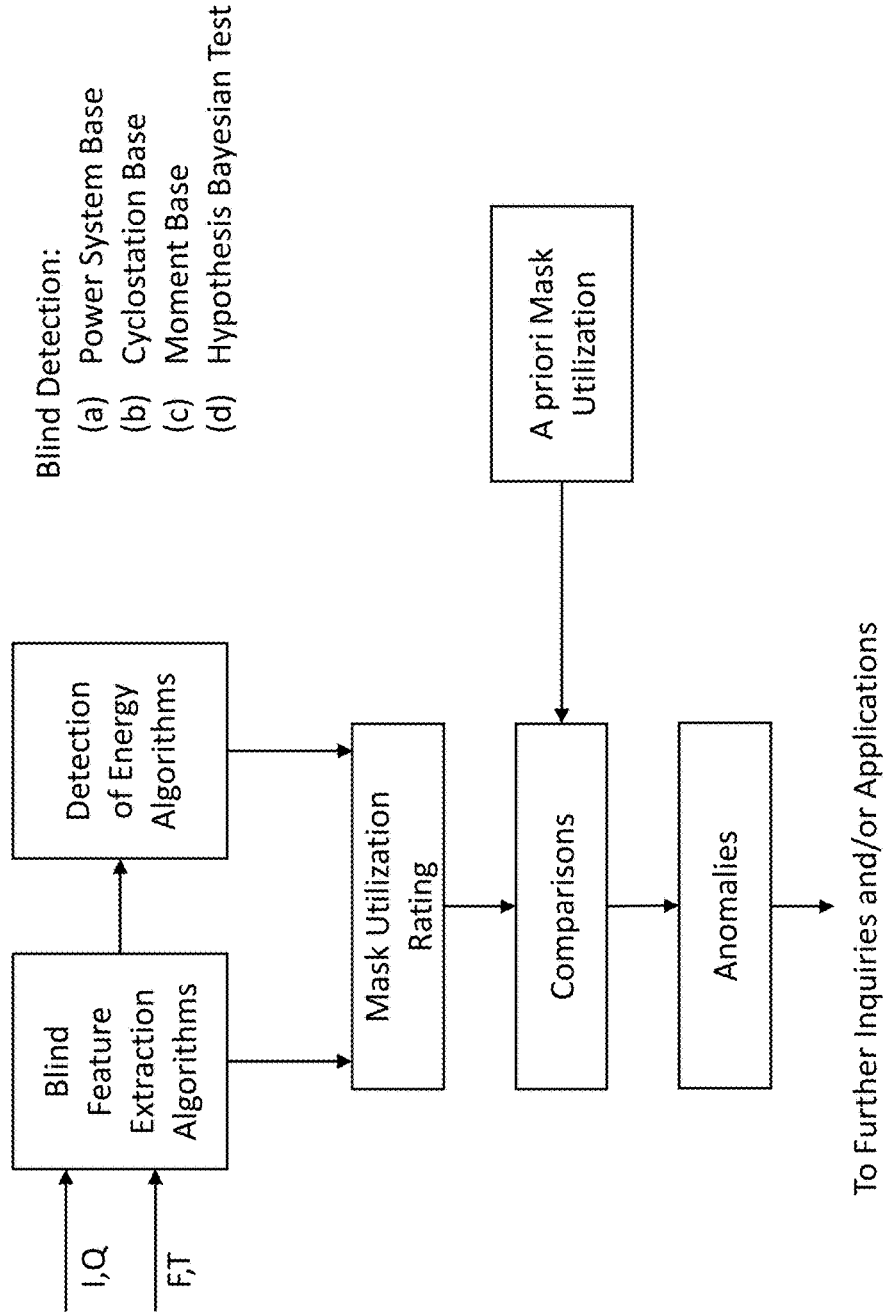 I,Q
F,T
Blind
Feature
Extraction
Algorithms
Detection
of Energy
Algorithms
Blind Detection:
(a) Power System Base
(b) Cyclostation Base
(c) Moment Base
(d) Hypothesis Bayesian Test
Mask Utilization
Rating
Comparisons
A priori Mask
Utilization
Anomalies
To Further Inquiries and/or Applications